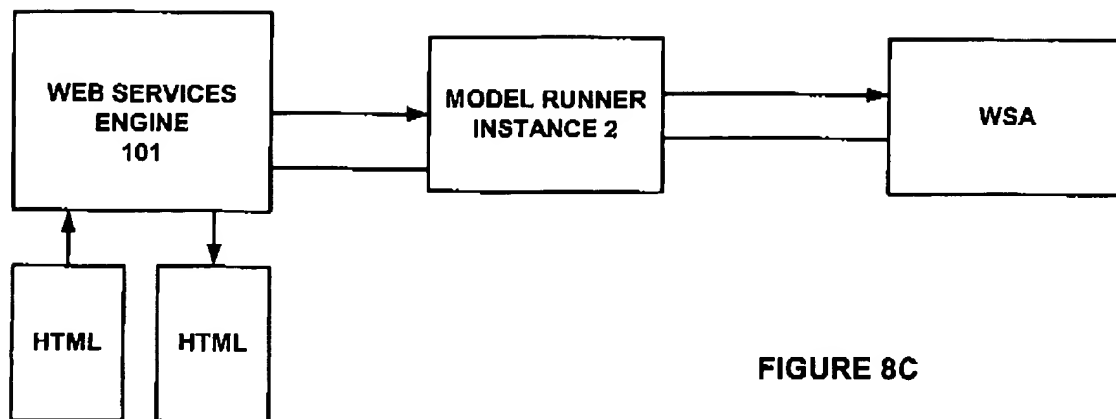 WEB SERVICES
ENGINE
101
MODEL RUNNER
INSTANCE 2
WSA
HTML
HTML
FIGURE 8C